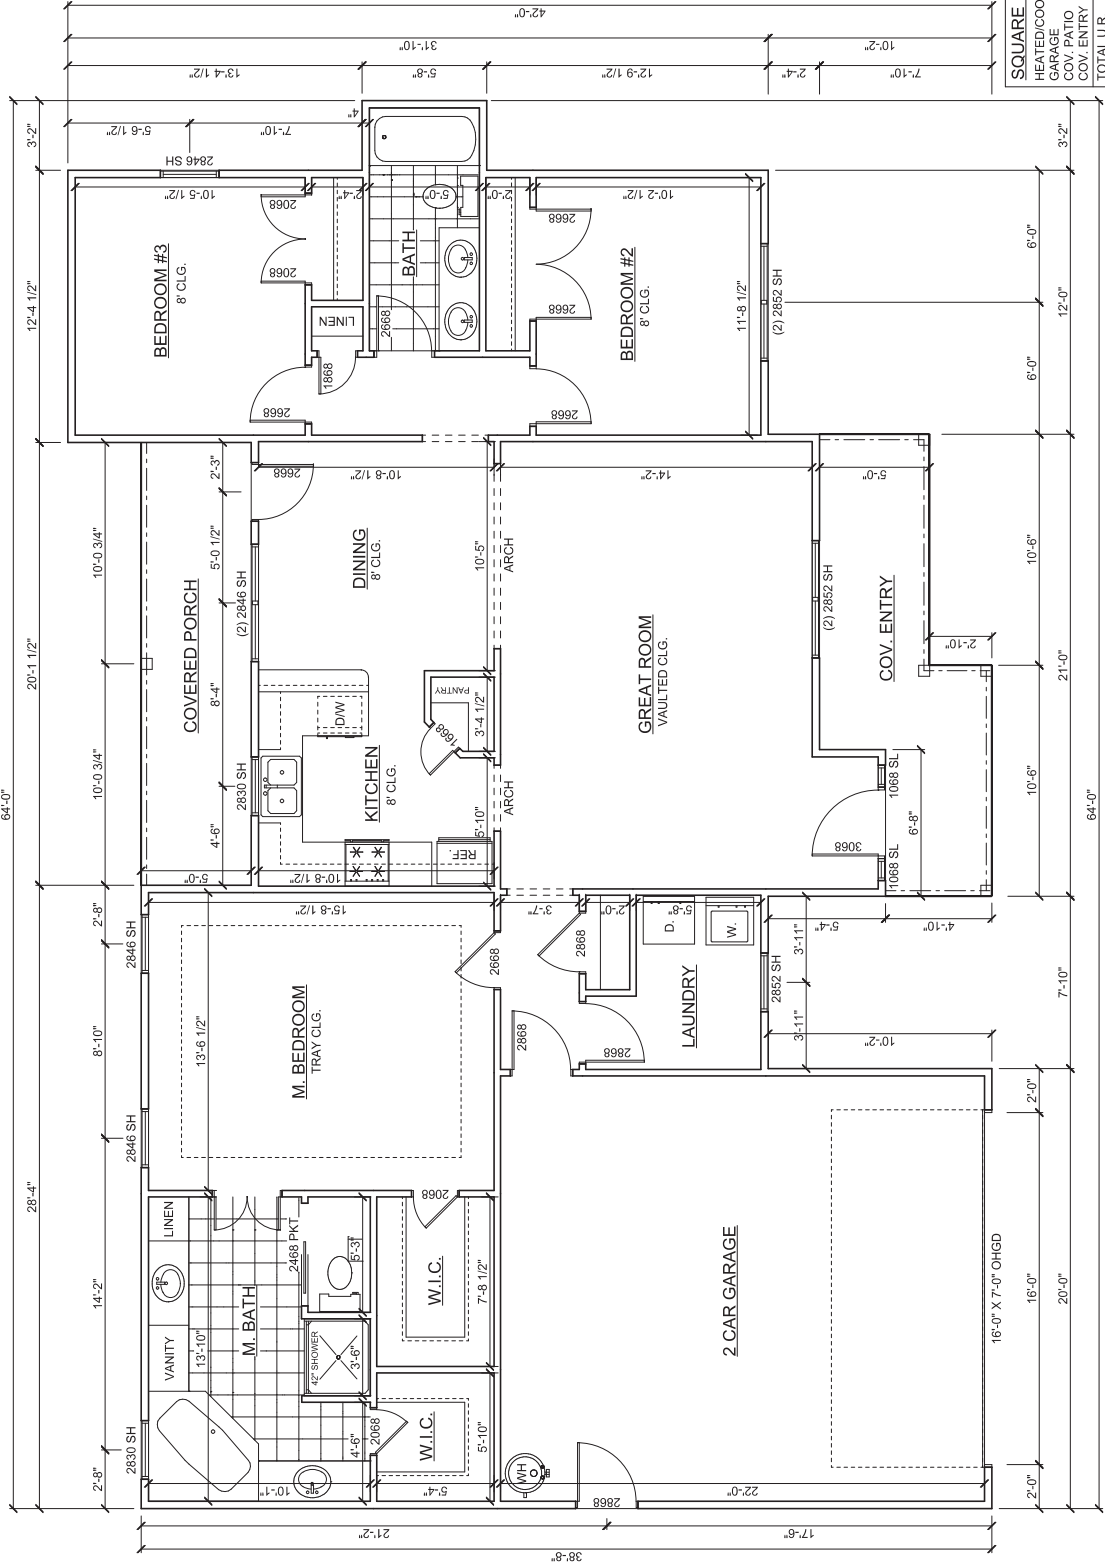 64'-0"
28'-4"
20'-1 1/2"
12'-4 1/2"
3'-2"
2'-8"
14'-2"
8'-10"
2'-8"
10'-0 3/4"
10'-0 3/4"
2830 SH
2846 SH
2846 SH
4'-6"
8'-4"
5'-0 1/2"
2'-3"
2830 SH
(2) 2846 SH
COVERED PORCH
5'-0"
VANITY
LINEN
13'-10"
M. BATH
2468 PKT
5'-3"
42" SHOWER
3'-6"
4'-6"
2068
10'-1"
W.I.C.
5'-10"
5'-4"
W.I.C.
7'-8 1/2"
2068
M. BEDROOM
TRAY CLG.
13'-6 1/2"
15'-8 1/2"
2668
KITCHEN
8' CLG.
D/W
REF.
10'-8 1/2"
5'-10"
1668
PANTRY
3'-4 1/2"
ARCH
DINING
8' CLG.
10'-8 1/2"
10'-5"
ARCH
2668
BEDROOM #3
8' CLG.
10'-5 1/2"
2068
2068
2668
2846 SH
2'-4"
LINEN
1868
BATH
5'-0"
2668
4"
2'-0"
BEDROOM #2
8' CLG.
10'-2 1/2"
11'-8 1/2"
2668
2668
2668
(2) 2852 SH
GREAT ROOM
VAULTED CLG.
14'-2"
(2) 2852 SH
COV. ENTRY
5'-0"
2'-10"
3068
1068 SL
1068 SL
6'-8"
5'-4"
4'-10"
3'-7"
2'-0"
5'-8"
2868
2868
2868
D.
W.
LAUNDRY
2852 SH
3'-11"
3'-11"
10'-2"
2 CAR GARAGE
WH
2868
22'-0"
16'-0" X 7'-0" OHGD
2'-0"
16'-0"
2'-0"
10'-6"
10'-6"
6'-0"
6'-0"
20'-0"
7'-10"
21'-0"
12'-0"
3'-2"
64'-0"
21'-2"
17'-6"
38'-8"
5'-6 1/2"
7'-10"
13'-4 1/2"
5'-8"
12'-9 1/2"
2'-4"
7'-10"
31'-10"
10'-2"
42'-0"
SQUARE
HEATED/COO
GARAGE
COV. PATIO
COV. ENTRY
TOTAL U.R.